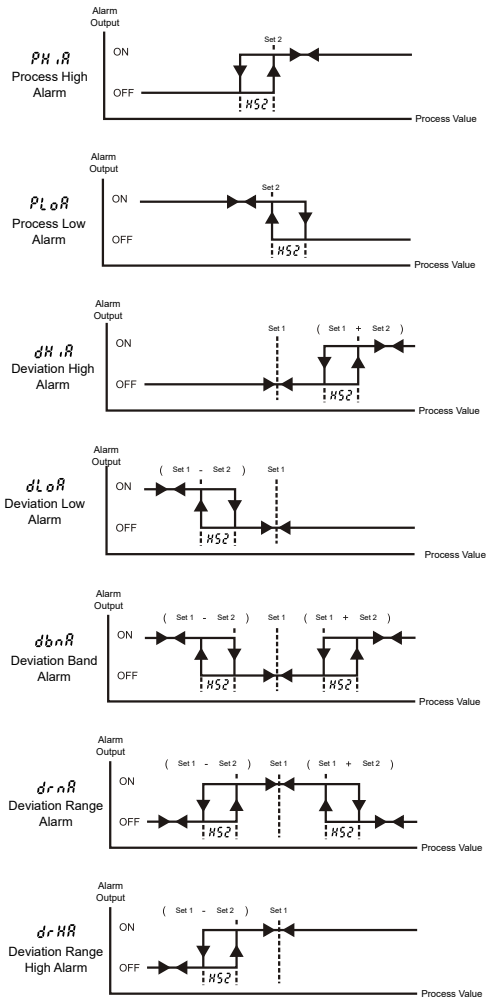 Alarm
Output
ON
OFF
PHiA
Process High
Alarm
Set 2
HS2
Process Value
Alarm
Output
ON
OFF
PLoA
Process Low
Alarm
Set 2
HS2
Process Value
Alarm
Output
ON
OFF
dHiA
Deviation High
Alarm
Set 1
( Set 1 + Set 2 )
HS2
Process Value
Alarm
Output
ON
OFF
dLoA
Deviation Low
Alarm
( Set 1 - Set 2 )
Set 1
HS2
Process Value
Alarm
Output
ON
OFF
dbnA
Deviation Band
Alarm
( Set 1 - Set 2 )
Set 1
( Set 1 + Set 2 )
HS2
HS2
Process Value
Alarm
Output
ON
OFF
drnA
Deviation Range
Alarm
( Set 1 - Set 2 )
Set 1
( Set 1 + Set 2 )
HS2
HS2
Process Value
Alarm
Output
ON
OFF
drHA
Deviation Range
High Alarm
( Set 1 - Set 2 )
Set 1
HS2
Process Value